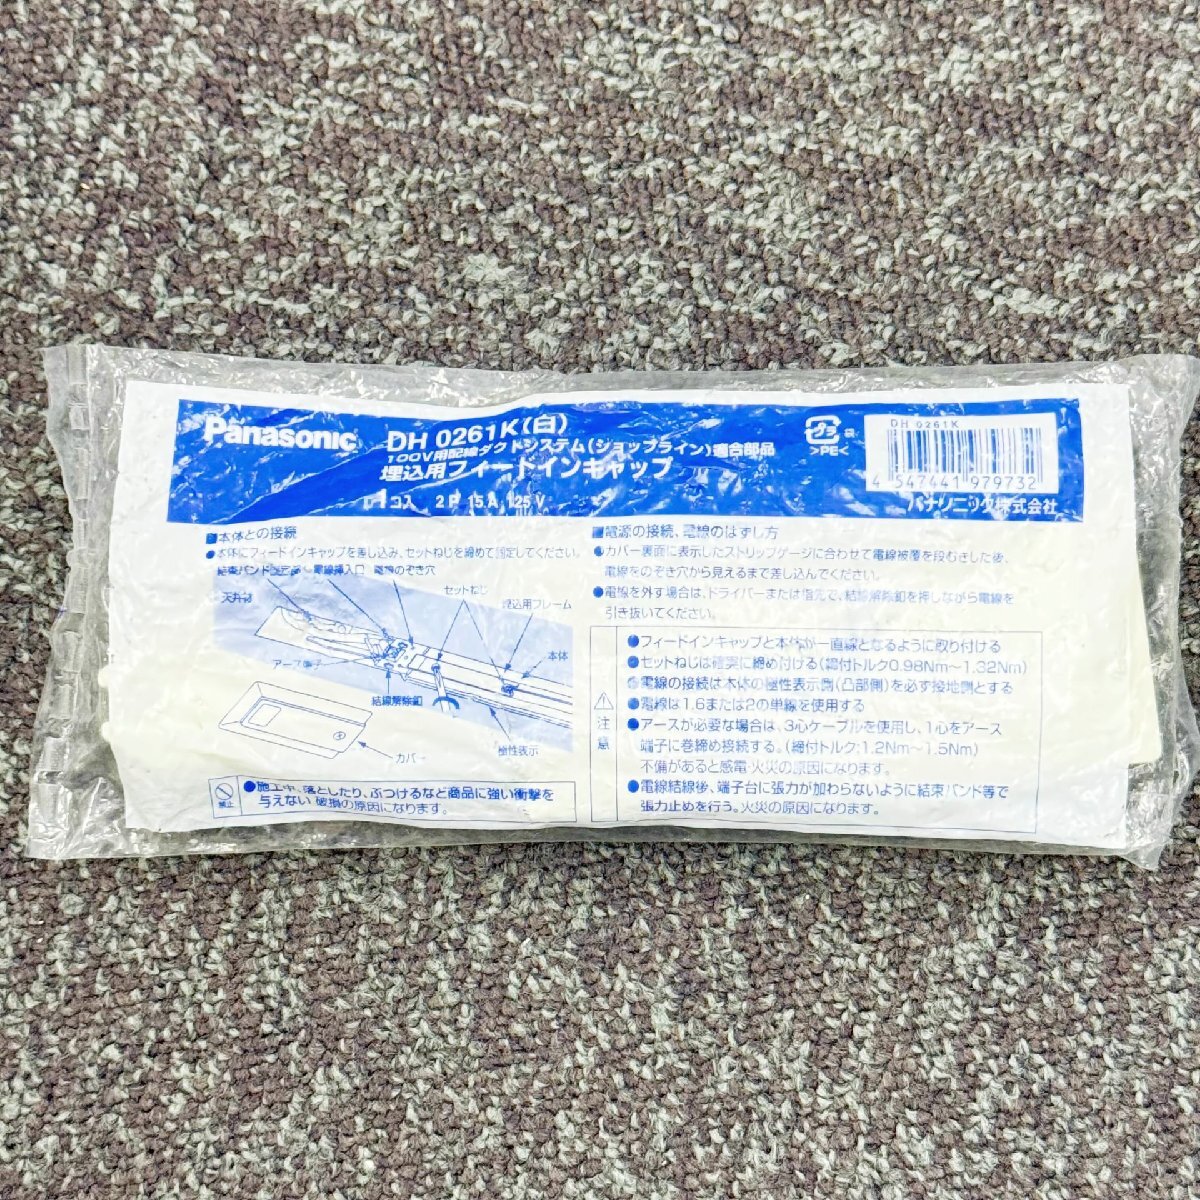 Panasonic
DH 0261K(白)
100V用配線ダクトシステム(ショップライン)適合部品
埋込用フィードインキャップ
1コ入 2P 15A 125V
プラ
袋
>PE<
DH 0261K
4 547441 979732
パナソニック株式会社
■本体との接続
●本体にフィードインキャップを差し込み、セットねじを締めて固定してください。
電線挿入口 電線のぞき穴
セットねじ
埋込用フレーム
天井材
アース端子
本体
結線解除釦
カバー
極性表示
禁止
●施工中、落としたり、ぶつけるなど商品に強い衝撃を
与えない 破損の原因になります。
■電源の接続、電線のはずし方
●カバー裏面に表示したストリップゲージに合わせて電線被覆を段むきした後、
電線をのぞき穴から見えるまで差し込んでください。
●電線を外す場合は、ドライバーまたは指先で、結線解除釦を押しながら電線を
引き抜いてください。
注意
●フィードインキャップと本体が一直線となるように取り付ける
●セットねじは確実に締め付ける(締付トルク0.98Nm〜1.32Nm)
●電線の接続は本体の極性表示側(凸部側)を必ず接地側とする
●電線は1.6または2の単線を使用する
●アースが必要な場合は、3心ケーブルを使用し、1心をアース
端子に巻締め接続する。(締付トルク:1.2Nm〜1.5Nm)
不備があると感電・火災の原因になります。
●電線結線後、端子台に張力が加わらないように結束バンド等で
張力止めを行う。火災の原因になります。